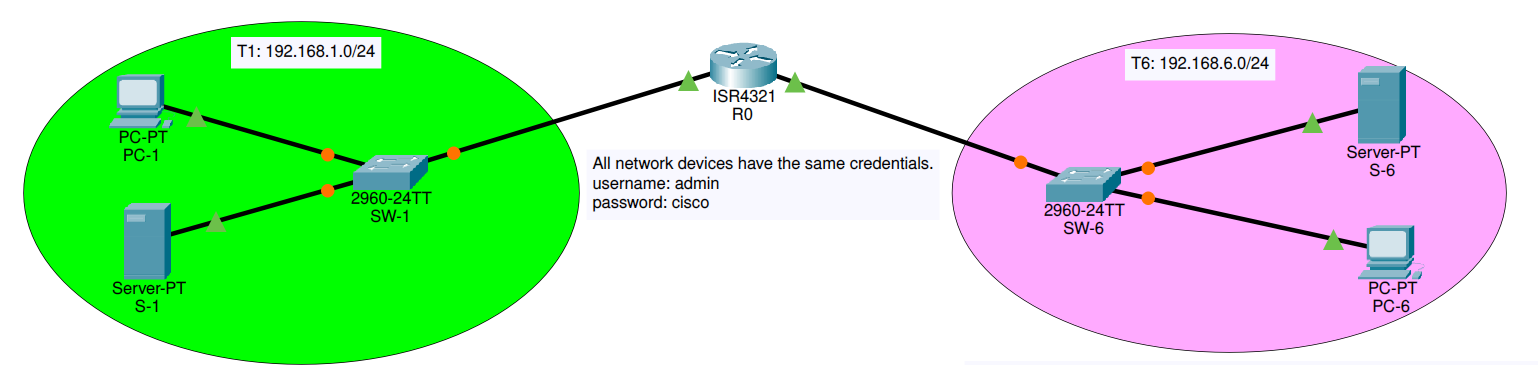 T1: 192.168.1.0/24
PC-PT
PC-1
2960-24TT
SW-1
Server-PT
S-1
ISR4321
R0
All network devices have the same credentials.
username: admin
password: cisco
T6: 192.168.6.0/24
Server-PT
S-6
2960-24TT
SW-6
PC-PT
PC-6